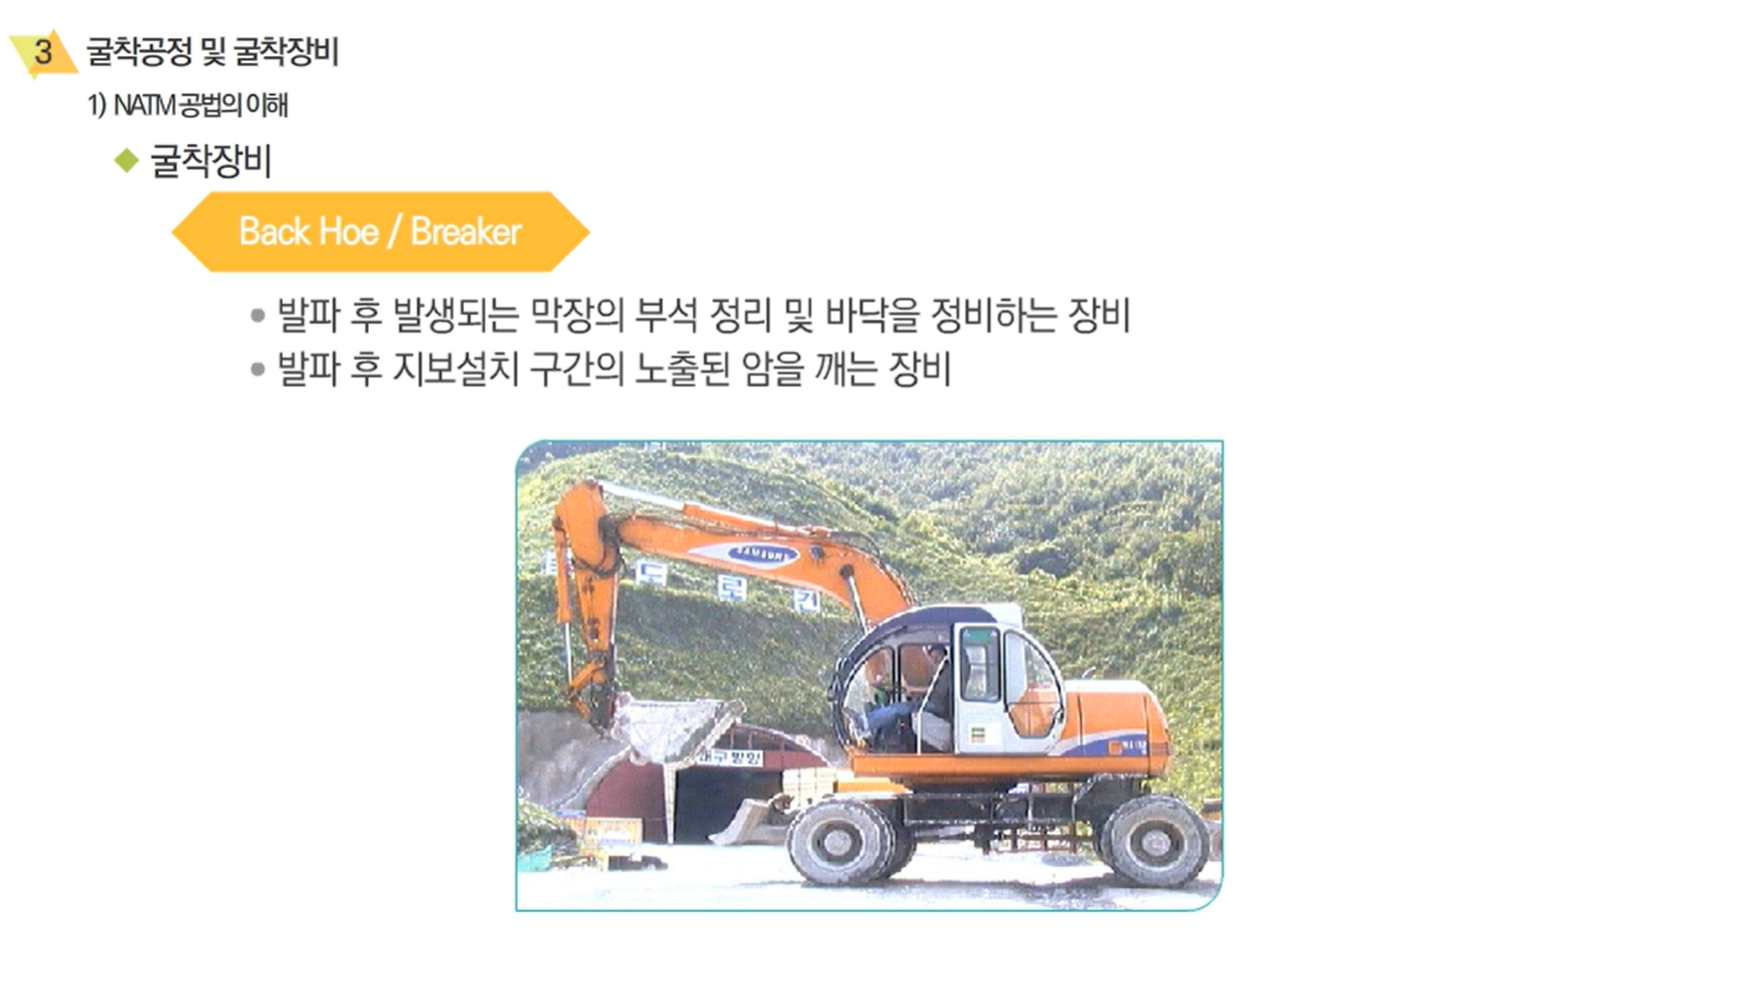 3 굴착공정 및 굴착장비
1) NATM 공법의 이해
굴착장비
Back Hoe / Breaker
발파 후 발생되는 막장의 부석 정리 및 바닥을 정비하는 장비
발파 후 지보설치 구간의 노출된 암을 깨는 장비
SAMSUNG
도로건
대구방향